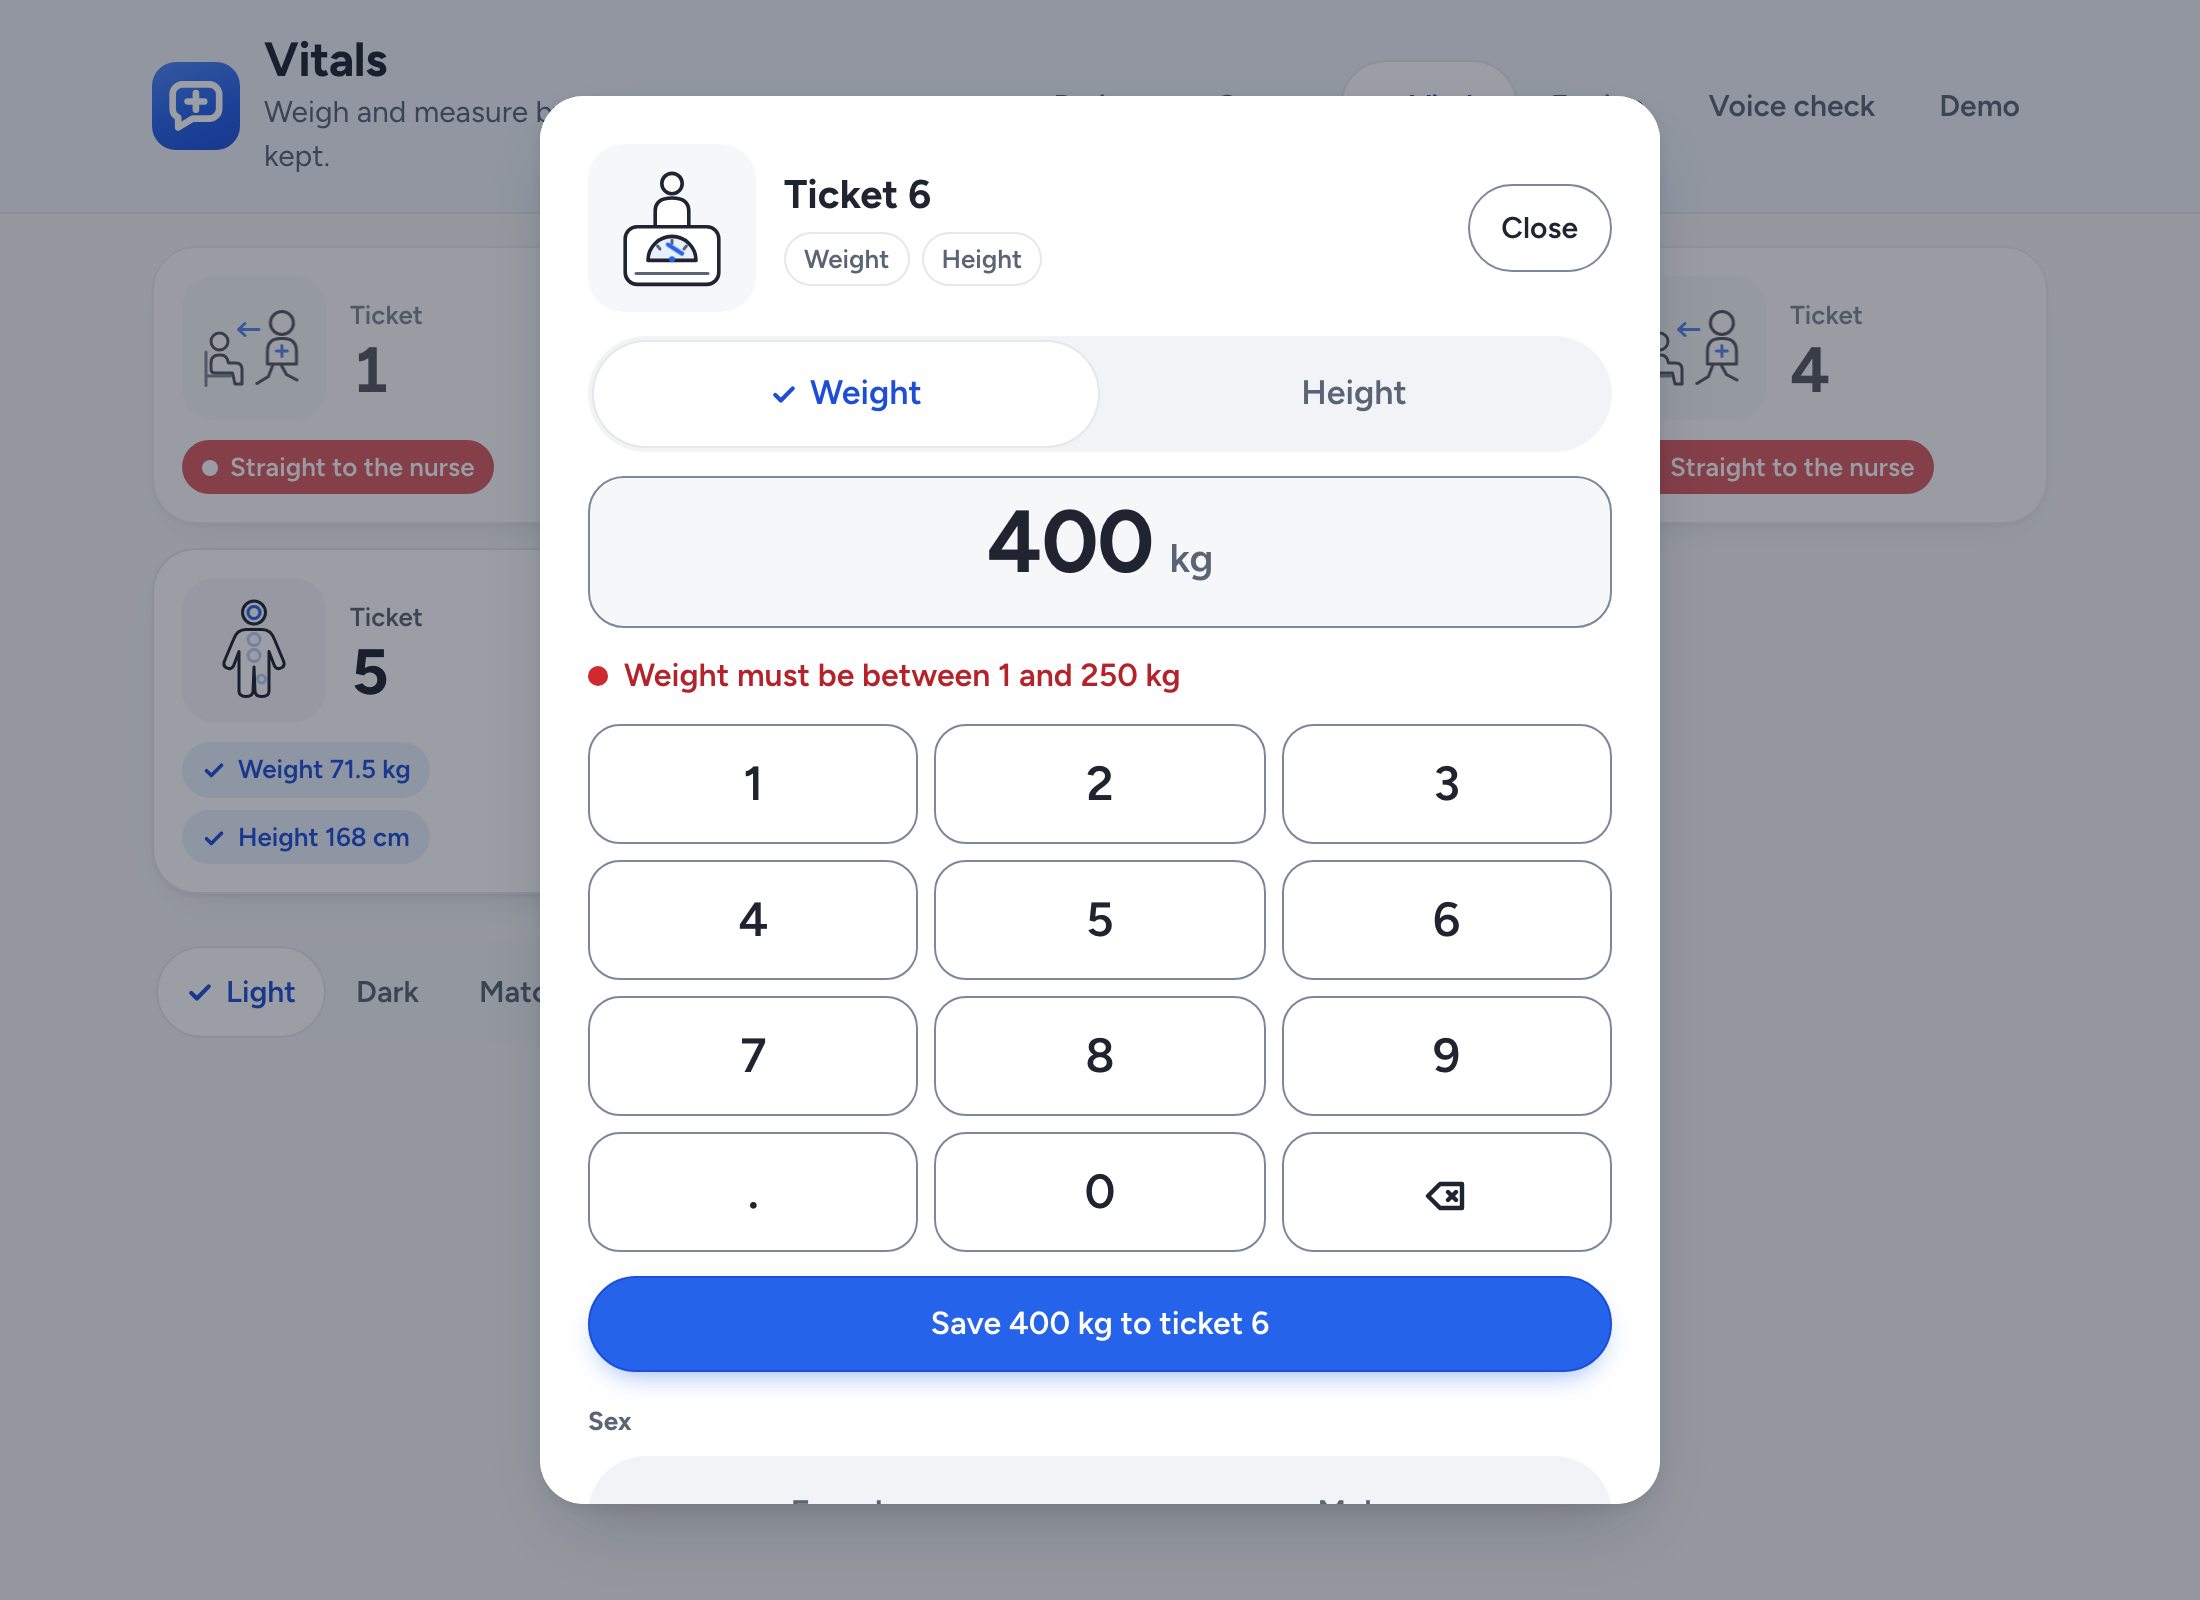 Vitals
Weigh and measure
kept.
Voice check
Demo
Ticket 6
Weight
Height
Close
Ticket
1
Straight to the nurse
Ticket
4
Straight to the nurse
Weight
Height
400 kg
Weight must be between 1 and 250 kg
Ticket
5
Weight 71.5 kg
Height 168 cm
Light
Dark
1
2
3
4
5
6
7
8
9
.
0
Save 400 kg to ticket 6
Sex